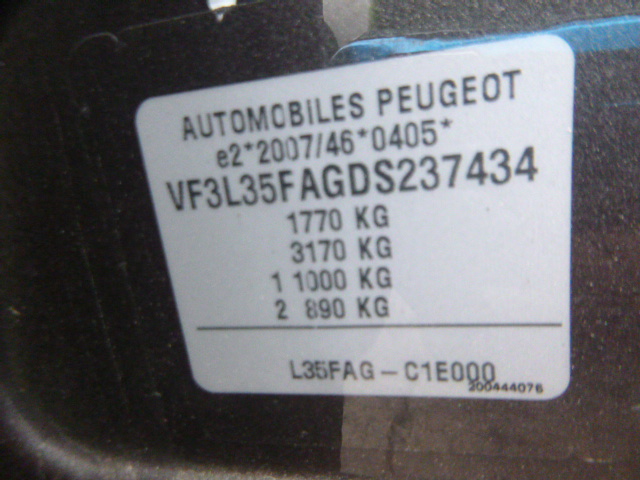 AUTOMOBILES PEUGEOT
e2*2007/46*0405*
VF3L35FAGDS237434
1770 KG
3170 KG
1 1000 KG
2 890 KG
L35FAG - C1E000
200444076